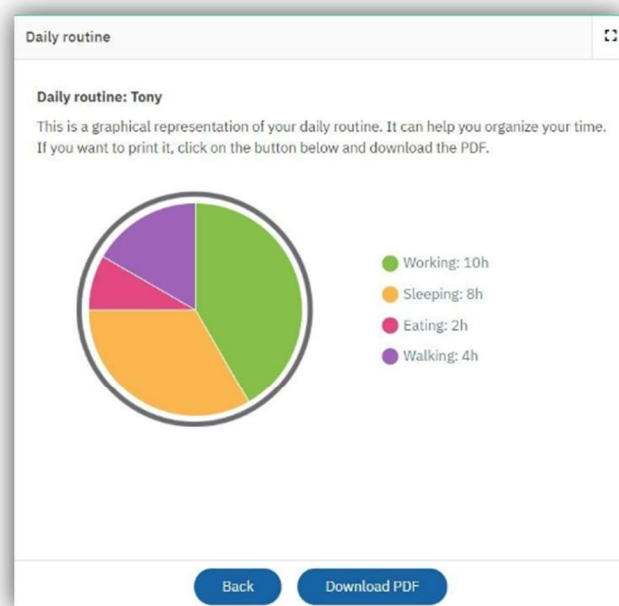 Daily routine
Daily routine: Tony
This is a graphical representation of your daily routine. It can help you organize your time.
If you want to print it, click on the button below and download the PDF.
Working: 10h
Sleeping: 8h
Eating: 2h
Walking: 4h
Back
Download PDF